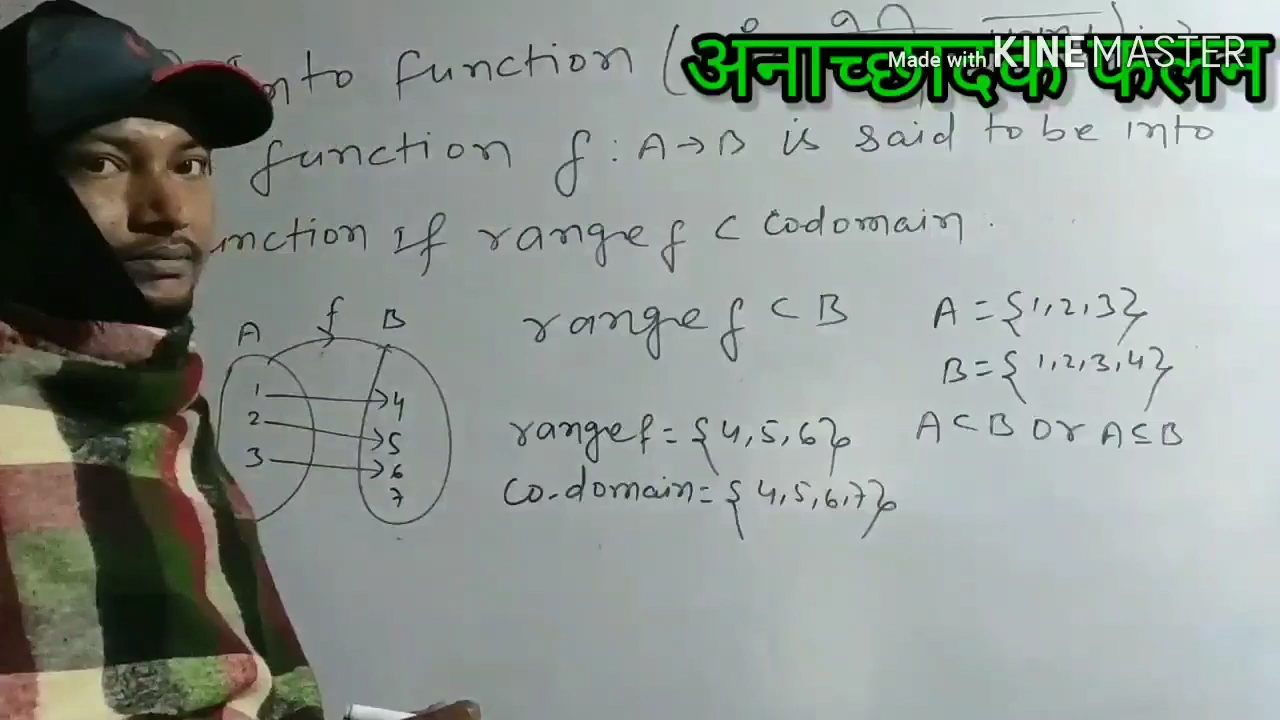 into function (
अनाच्छादक फलन
Made with KINEMASTER
function f : A→B is said to be into
nction if range f ⊂ Codomain.
f
A B
1 4
2 5
3 6
7
range f ⊂ B
range f = {4,5,6}
Co-domain = {4,5,6,7}
A = {1,2,3}
B = {1,2,3,4}
A⊂B Or A⊆B